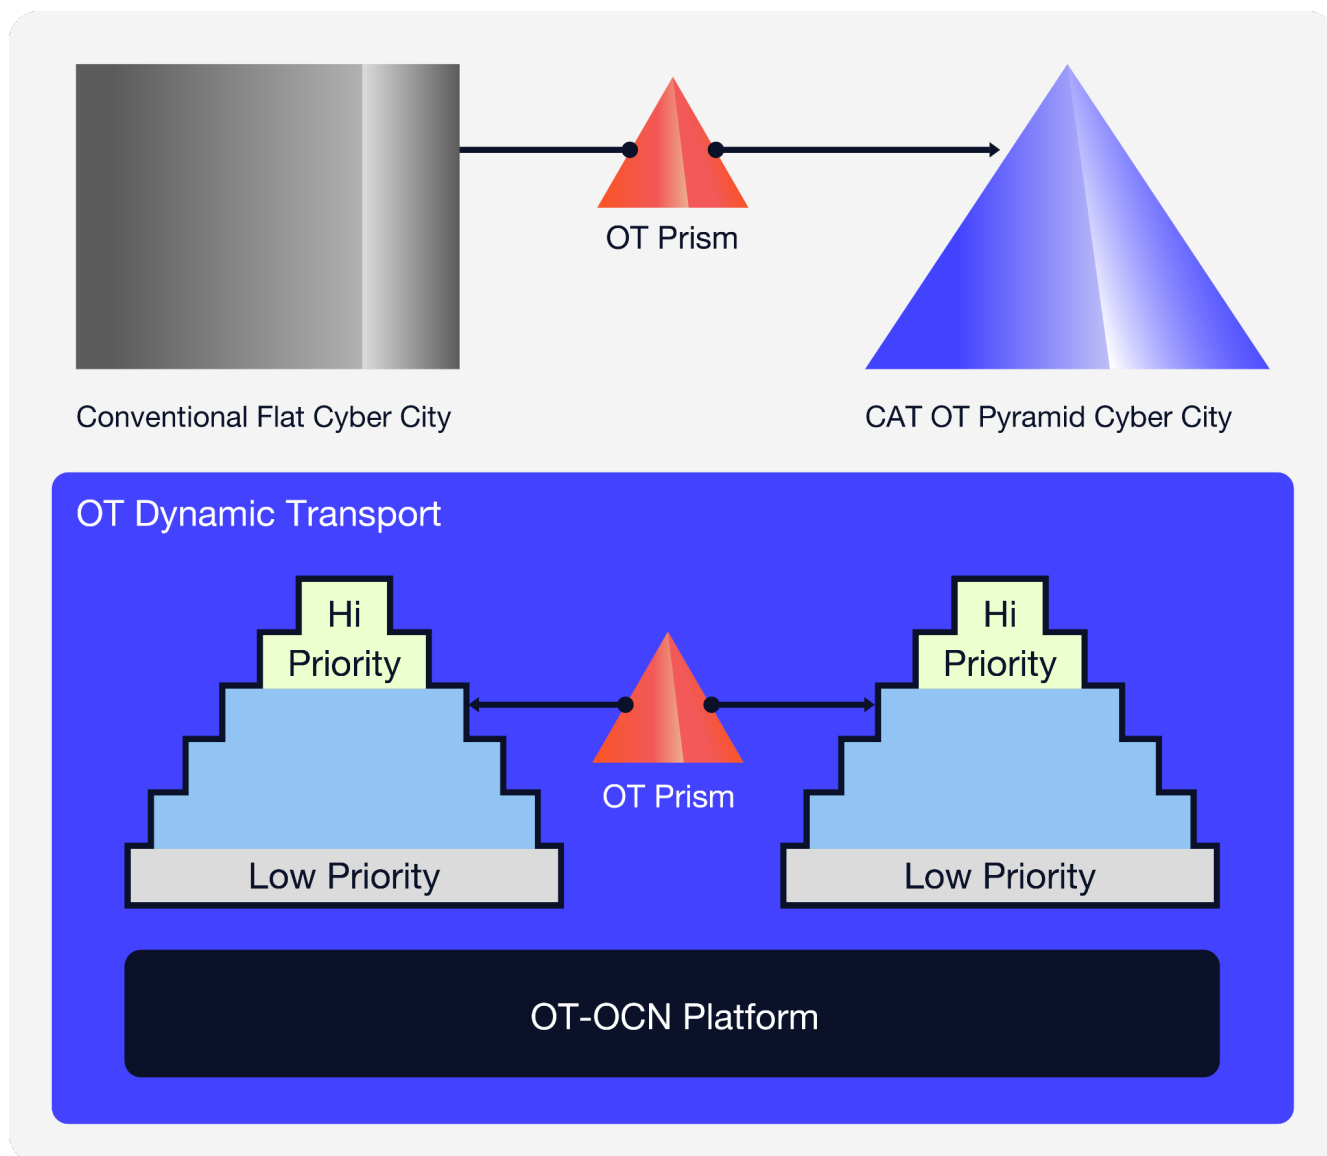 OT Prism
Conventional Flat Cyber City
CAT OT Pyramid Cyber City
OT Dynamic Transport
Hi
Priority
Low Priority
OT Prism
Hi
Priority
Low Priority
OT-OCN Platform